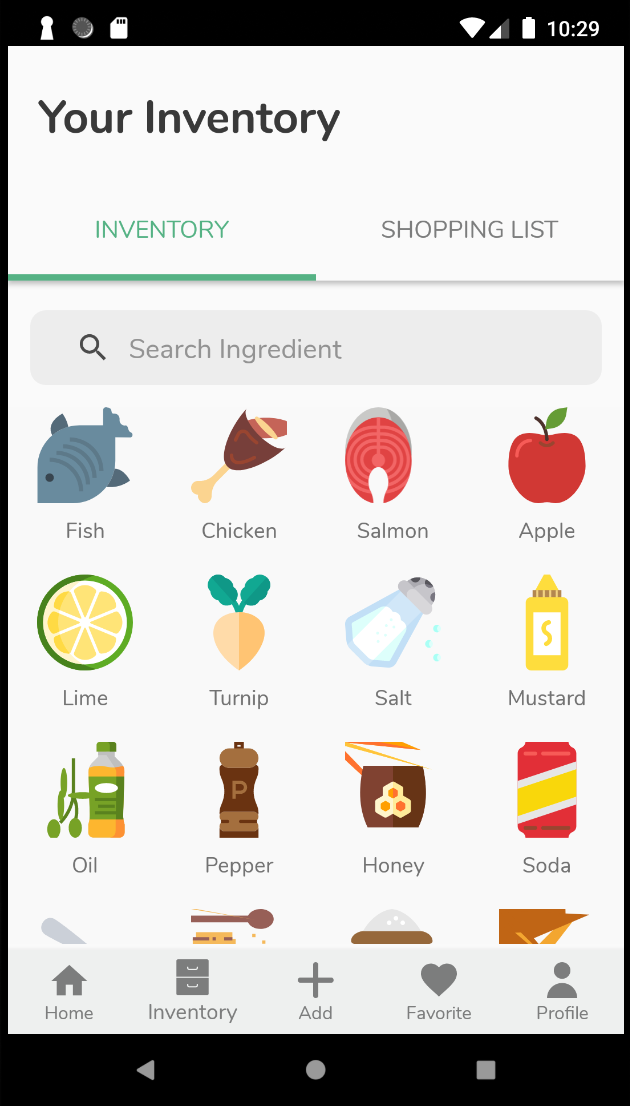 10:29
Your Inventory
INVENTORY SHOPPING LIST
Search Ingredient
Fish Chicken Salmon Apple
Lime Turnip Salt Mustard
S
P
Oil Pepper Honey Soda
Home Inventory Add Favorite Profile